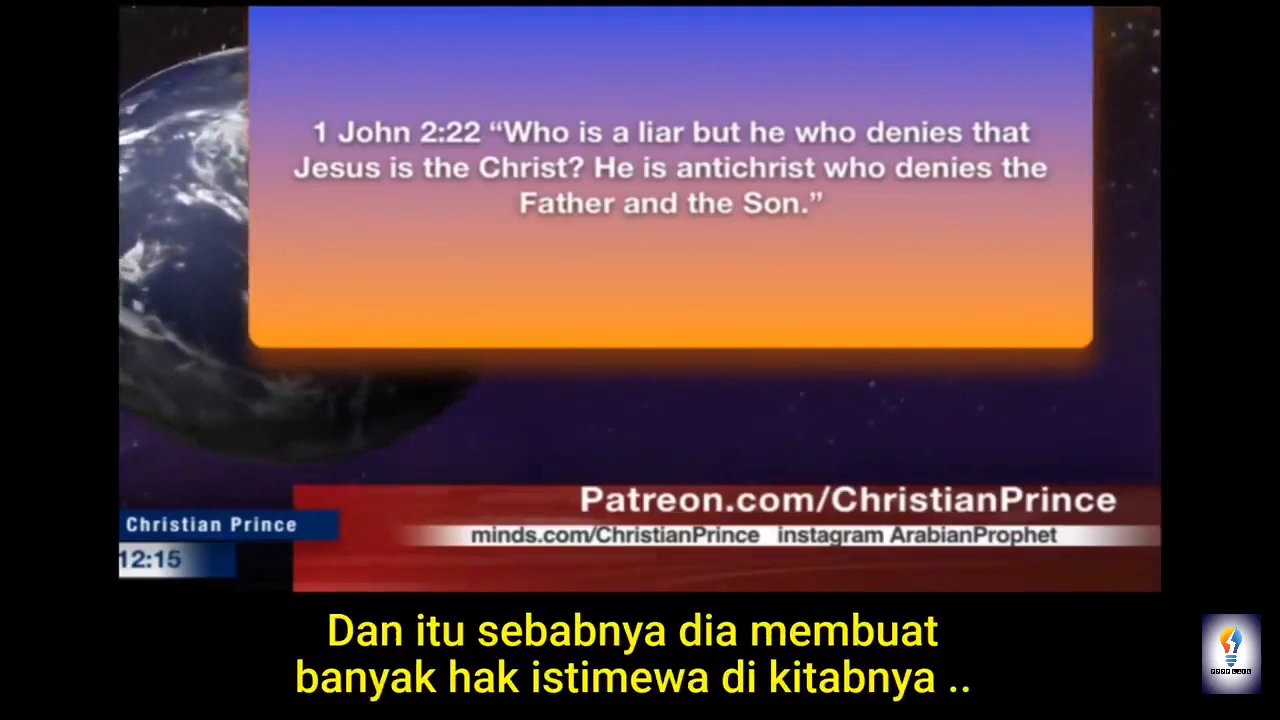 1 John 2:22 “Who is a liar but he who denies that
Jesus is the Christ? He is antichrist who denies the
Father and the Son.”
Patreon.com/ChristianPrince
Christian Prince
minds.com/ChristianPrince instagram ArabianProphet
12:15
Dan itu sebabnya dia membuat
banyak hak istimewa di kitabnya ..